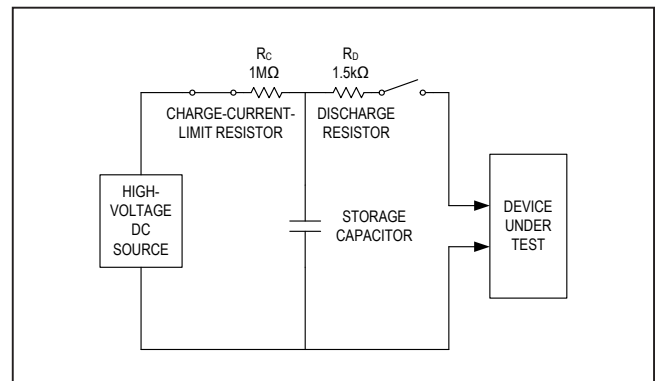 RC
1MΩ
RD
1.5kΩ
CHARGE-CURRENT-
LIMIT RESISTOR
DISCHARGE
RESISTOR
HIGH-
VOLTAGE
DC
SOURCE
STORAGE
CAPACITOR
DEVICE
UNDER
TEST